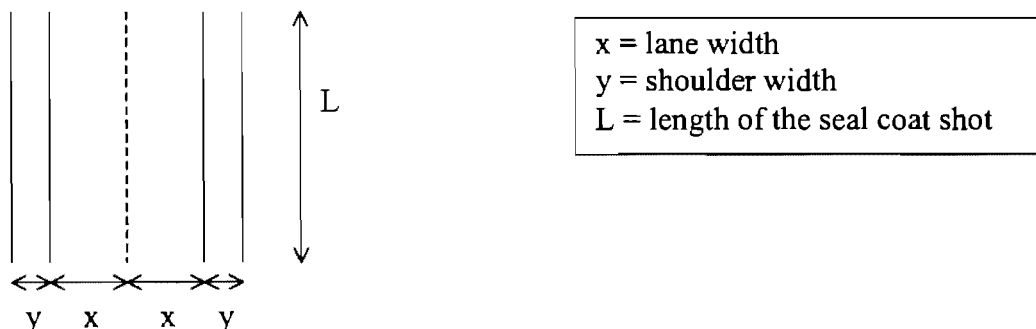 x = lane width
y = shoulder width
L = length of the seal coat shot
L
y x x y